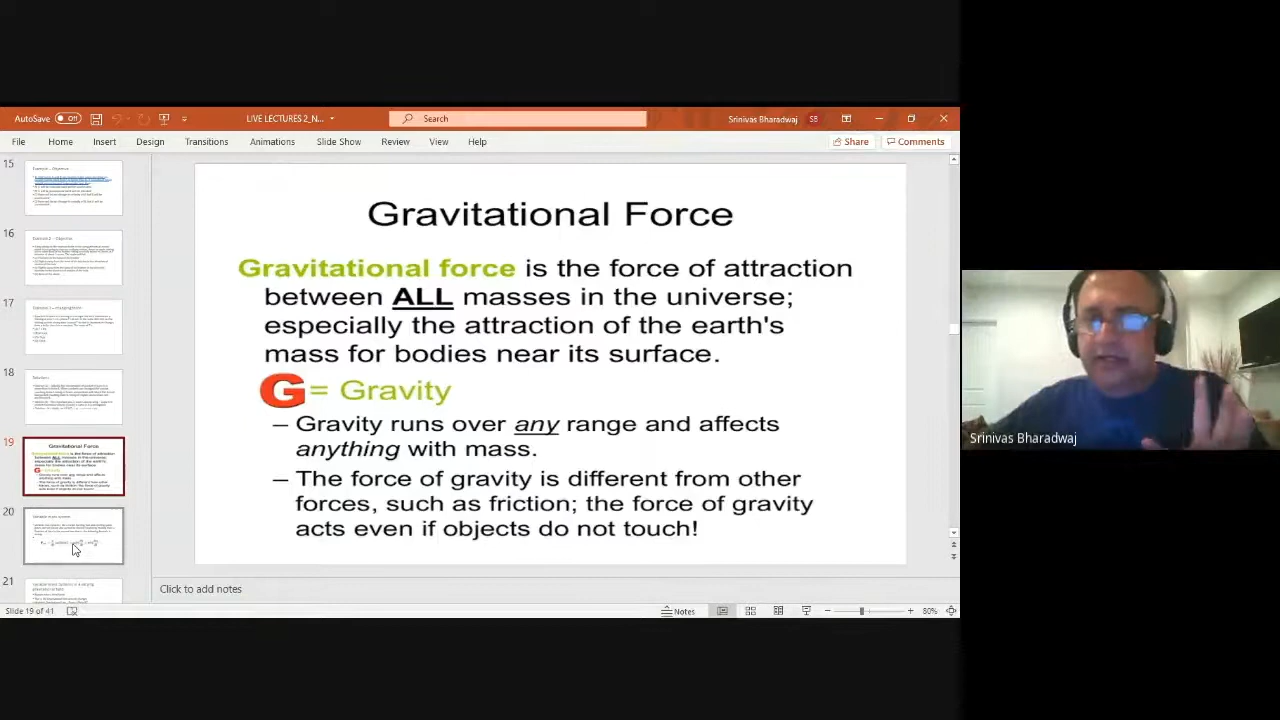 AutoSave Off LIVE LECTURES 2_N... Search Srinivas Bharadwaj SB
File Home Insert Design Transitions Animations Slide Show Review View Help Share Comments
15
16
17
18
19
Gravitational Force
20
21
Gravitational Force
Gravitational force is the force of attraction
between ALL masses in the universe;
especially the attraction of the earth's
mass for bodies near its surface.
G= Gravity
– Gravity runs over any range and affects
anything with mass.
– The force of gravity is different from other
forces, such as friction; the force of gravity
acts even if objects do not touch!
Click to add notes
Slide 19 of 41 Notes 80%
Srinivas Bharadwaj